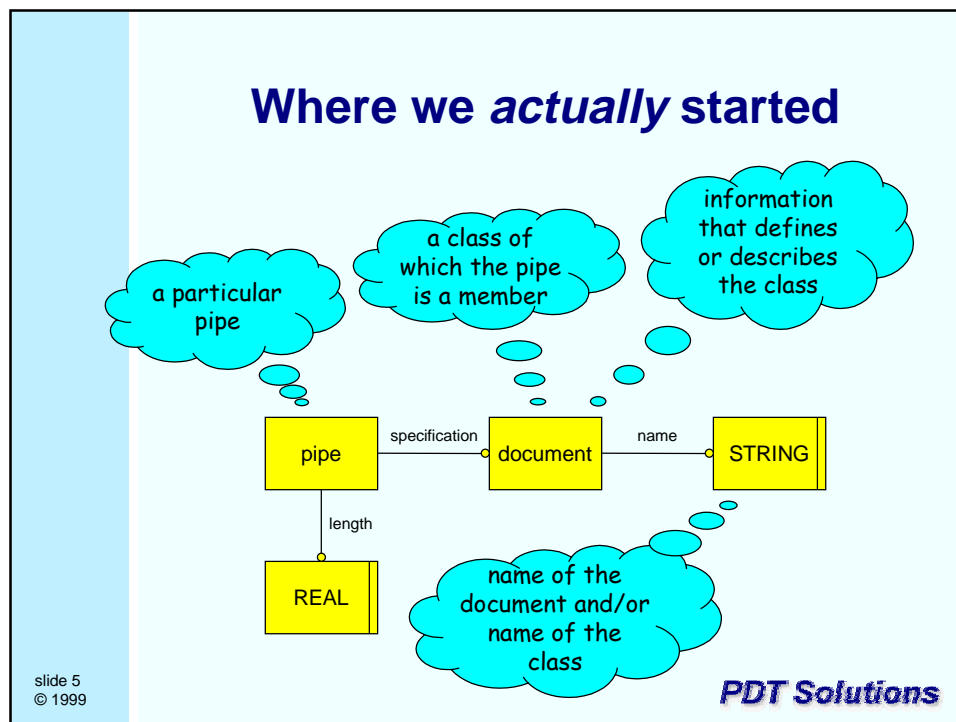 Where we actually started
a particular
pipe
a class of
which the pipe
is a member
information
that defines
or describes
the class
pipe
specification
document
name
STRING
length
REAL
name of the
document and/or
name of the
class
slide 5
© 1999
PDT Solutions